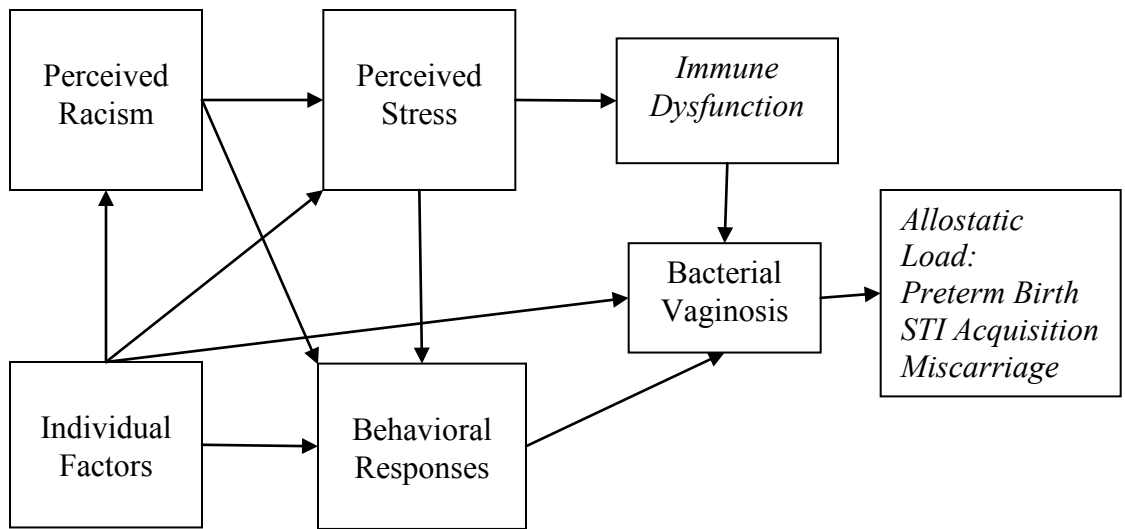 Perceived
Racism
Perceived
Stress
Immune
Dysfunction
Allostatic
Load:
Preterm Birth
STI Acquisition
Miscarriage
Bacterial
Vaginosis
Individual
Factors
Behavioral
Responses